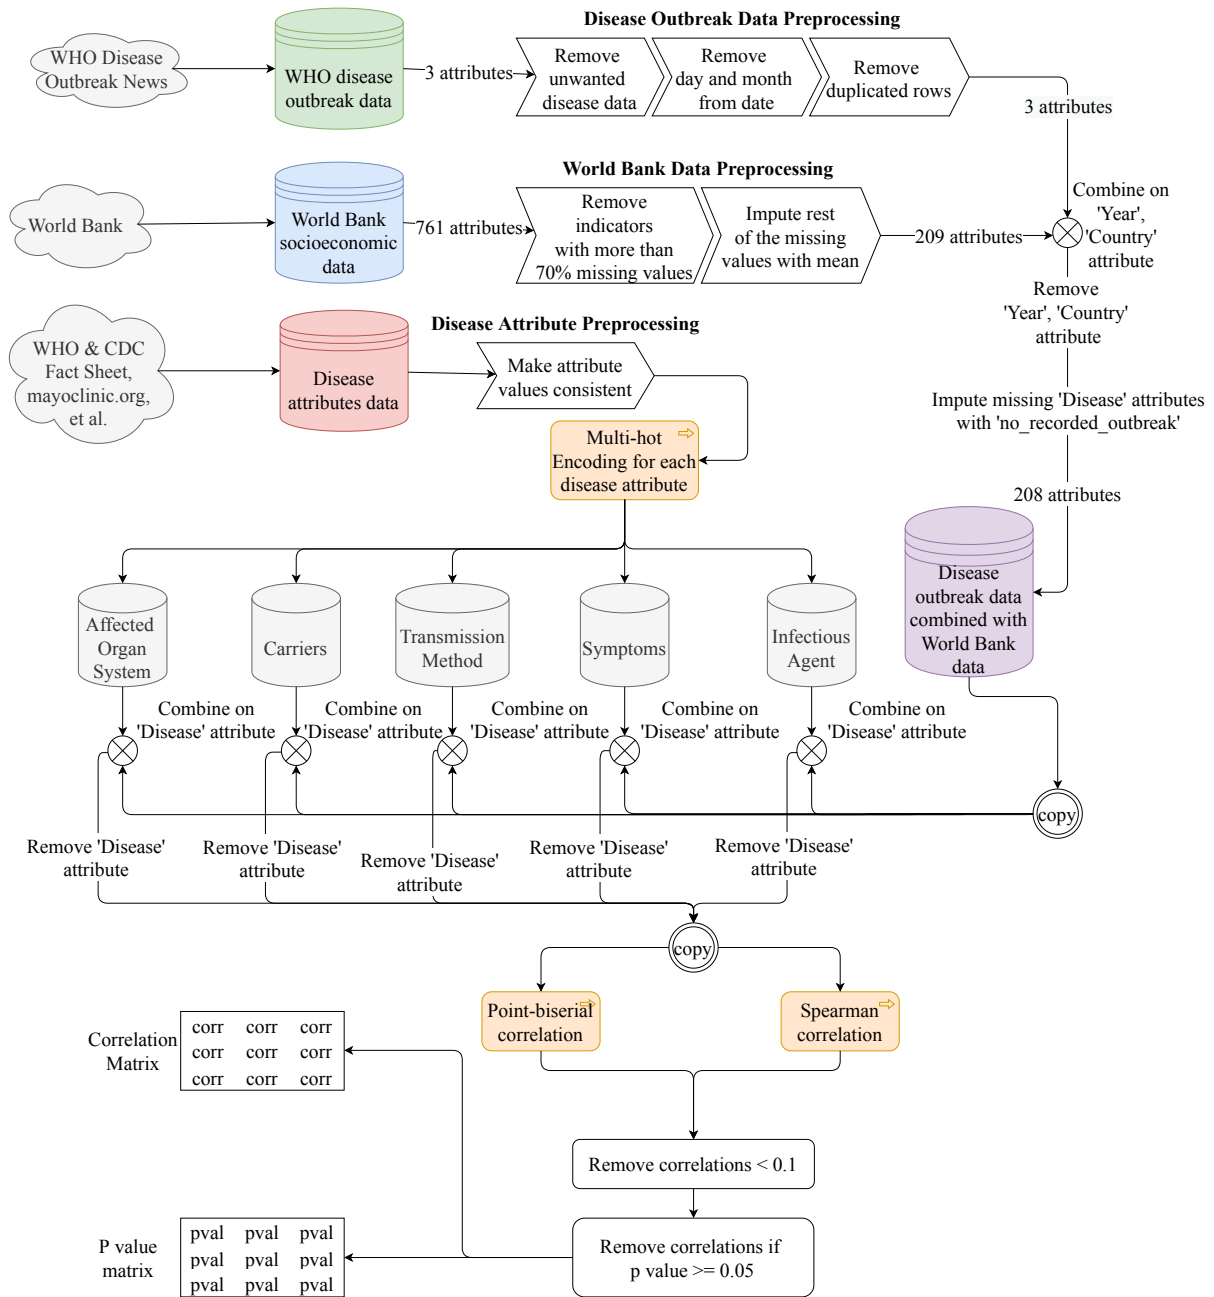 Disease Outbreak Data Preprocessing
WHO Disease
Outbreak News
WHO disease
outbreak data
3 attributes
Remove
unwanted
disease data
Remove
day and month
from date
Remove
duplicated rows
3 attributes
World Bank Data Preprocessing
World Bank
World Bank
socioeconomic
data
761 attributes
Remove
indicators
with more than
70% missing values
Impute rest
of the missing
values with mean
209 attributes
Combine on
'Year',
'Country'
attribute
Remove
'Year', 'Country'
attribute
Disease Attribute Preprocessing
WHO & CDC
Fact Sheet,
mayoclinic.org,
et al.
Disease
attributes data
Make attribute
values consistent
Impute missing 'Disease' attributes
with 'no_recorded_outbreak'
Multi-hot
Encoding for each
disease attribute
208 attributes
Disease
outbreak data
combined with
World Bank
data
Affected
Organ
System
Carriers
Transmission
Method
Symptoms
Infectious
Agent
Combine on
'Disease' attribute
Combine on
'Disease' attribute
Combine on
'Disease' attribute
Combine on
'Disease' attribute
Combine on
'Disease' attribute
copy
Remove 'Disease'
attribute
Remove 'Disease'
attribute
Remove 'Disease'
attribute
Remove 'Disease'
attribute
Remove 'Disease'
attribute
copy
Point-biserial
correlation
Spearman
correlation
Correlation
Matrix
corr corr corr
corr corr corr
corr corr corr
Remove correlations < 0.1
P value
matrix
pval pval pval
pval pval pval
pval pval pval
Remove correlations if
p value >= 0.05